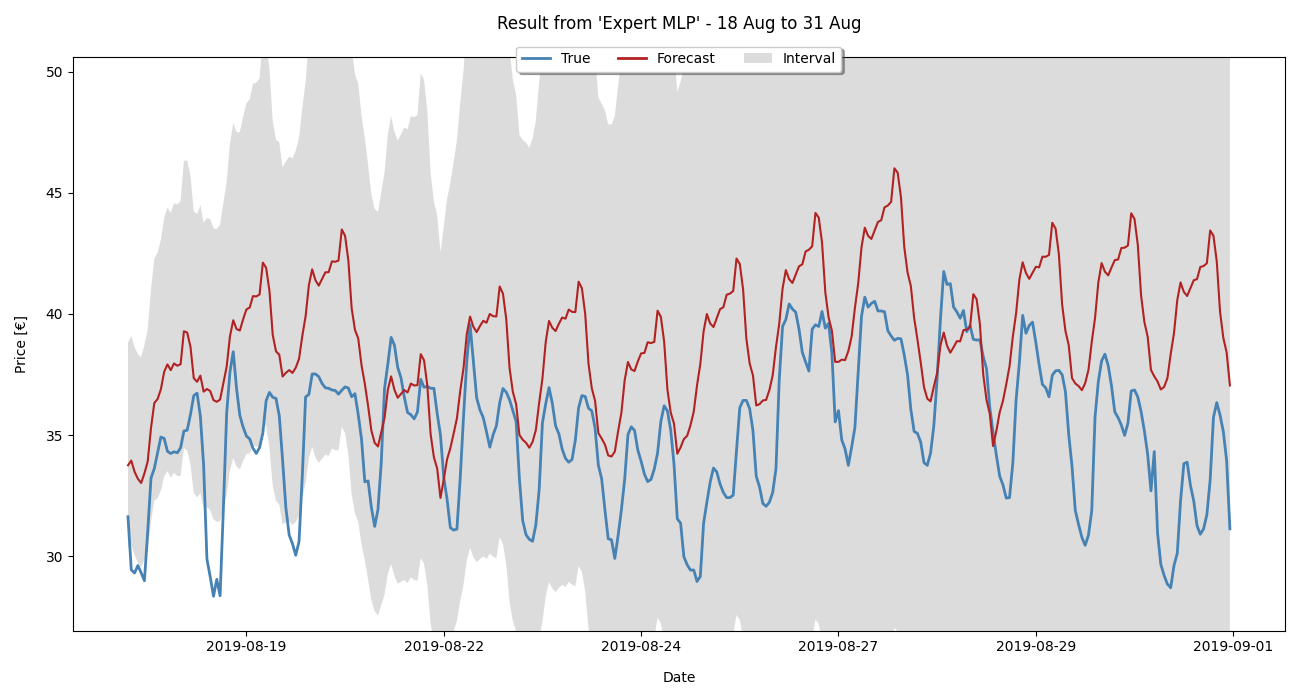 Result from 'Expert MLP' - 18 Aug to 31 Aug
True Forecast Interval
50
45
40
35
30
Price [€]
2019-08-19 2019-08-22 2019-08-24 2019-08-27 2019-08-29 2019-09-01
Date